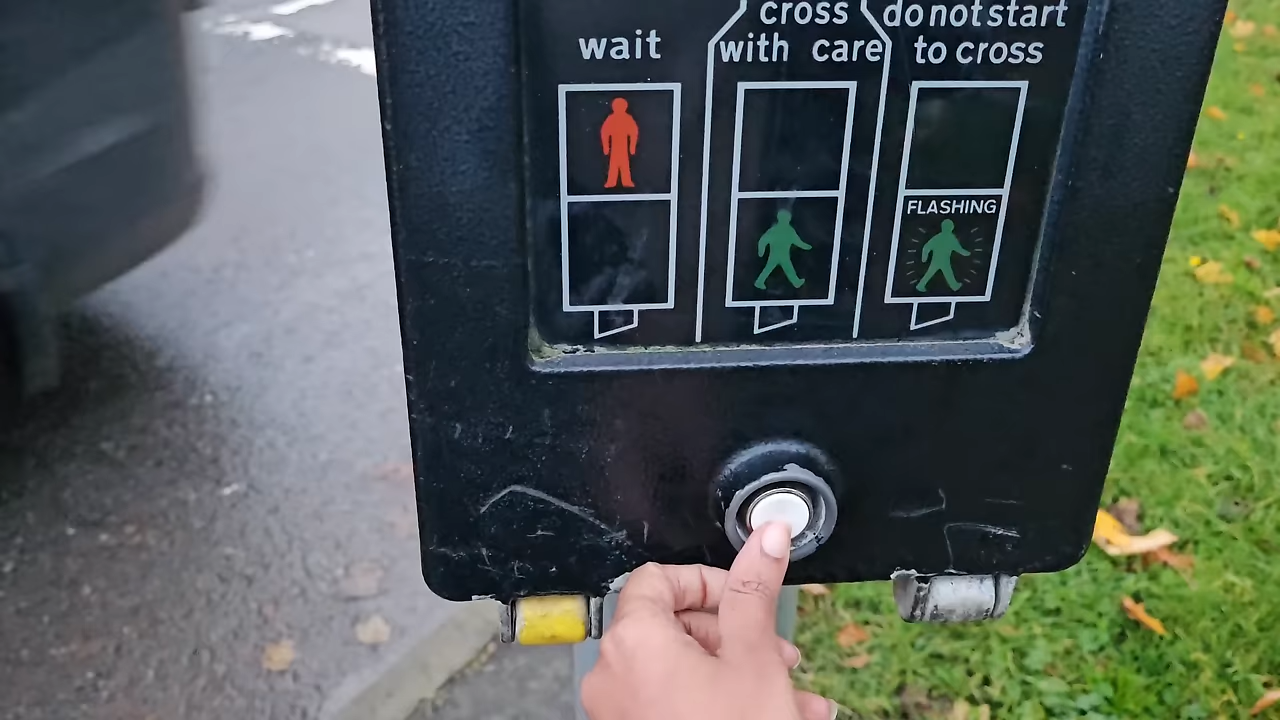 wait
cross
with care
do not start
to cross
FLASHING